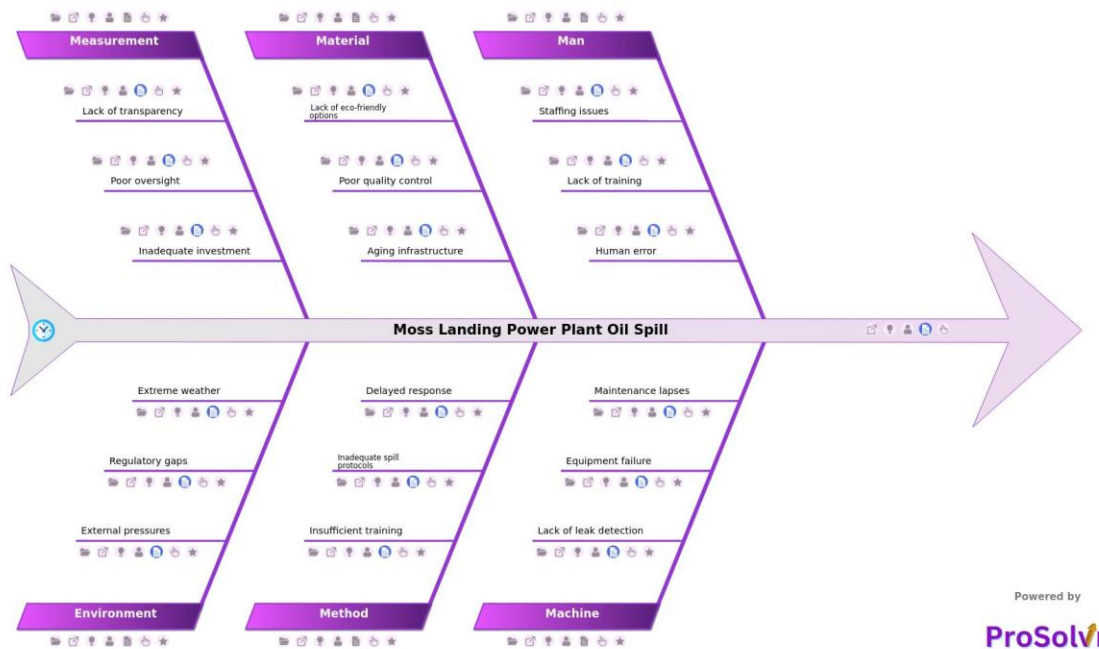 Measurement
Material
Man
Lack of transparency
Lack of eco-friendly
options
Staffing issues
Poor oversight
Poor quality control
Lack of training
Inadequate investment
Aging infrastructure
Human error
Moss Landing Power Plant Oil Spill
Extreme weather
Delayed response
Maintenance lapses
Regulatory gaps
Inadequate spill
protocols
Equipment failure
External pressures
Insufficient training
Lack of leak detection
Environment
Method
Machine
Powered by